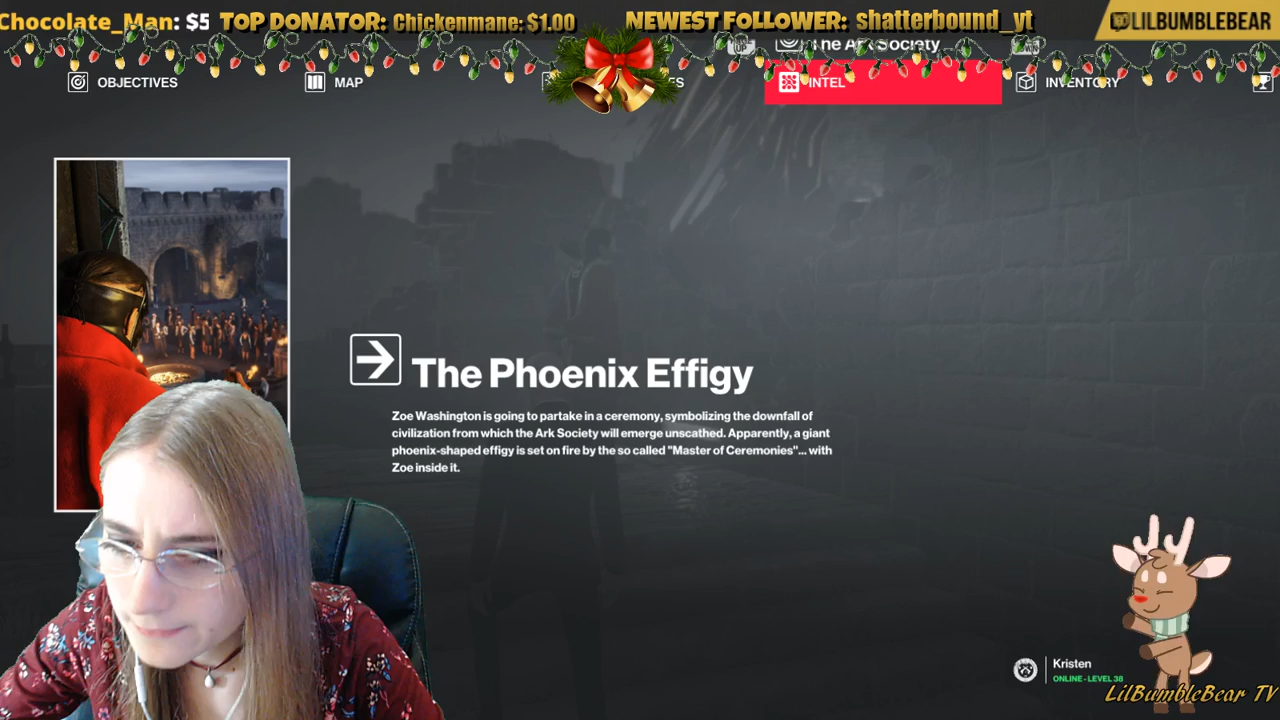 Chocolate_Man: $5 TOP DONATOR: Chickenmane: $1.00 NEWEST FOLLOWER: shatterbound_yt LILBUMBLEBEAR
The Ark Society
OBJECTIVES MAP INTEL INVENTORY
The Phoenix Effigy
Zoe Washington is going to partake in a ceremony, symbolizing the downfall of
civilization from which the Ark Society will emerge unscathed. Apparently, a giant
phoenix-shaped effigy is set on fire by the so called "Master of Ceremonies"... with
Zoe inside it.
Kristen
ONLINE - LEVEL 38
LilBumbleBear TV